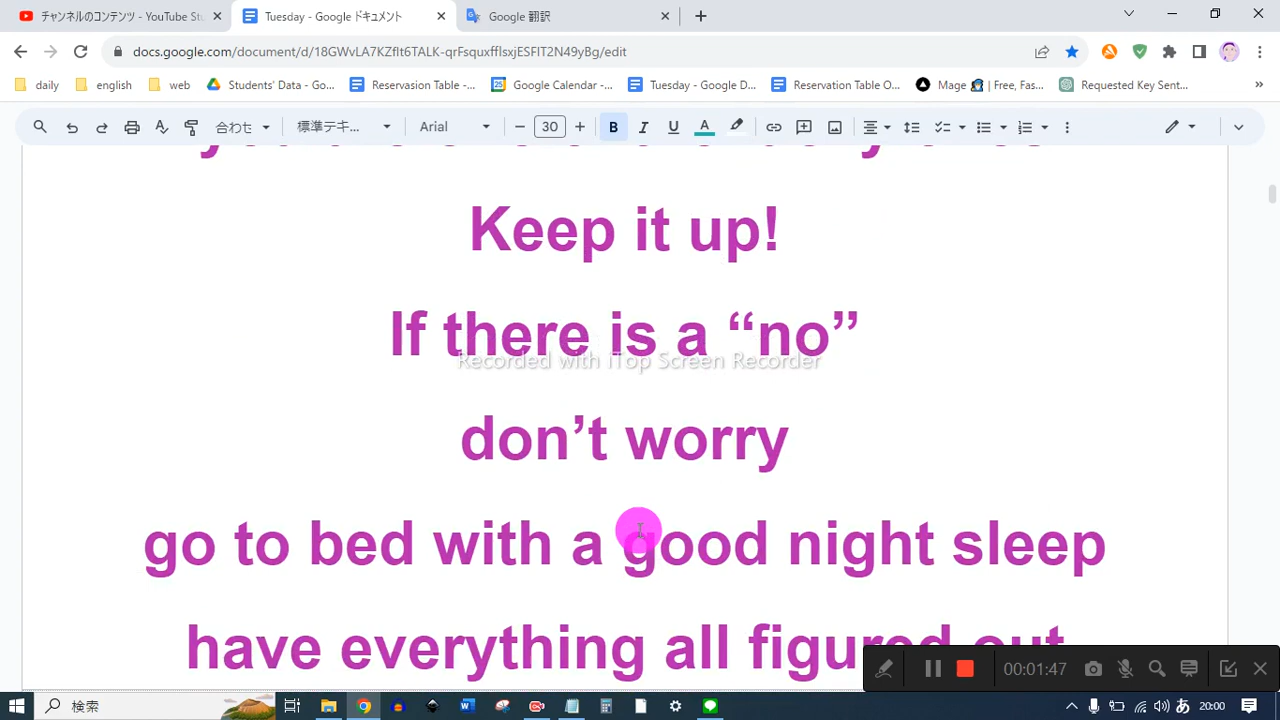 チャンネルのコンテンツ - YouTube Stu
Tuesday - Google ドキュメント
Google 翻訳
docs.google.com/document/d/18GWvLA7KZflt6TALK-qrFsquxfflsxjESFIT2N49yBg/edit
daily
english
web
Students' Data - Go...
Reservasion Table -...
Google Calendar -...
Tuesday - Google D...
Reservation Table O...
Mage | Free, Fas...
Requested Key Sent...
»
合わせ
標準テキ...
Arial
30
B I U A
Keep it up!
If there is a “no”
Recorded with iTop Screen Recorder
don’t worry
go to bed with a good night sleep
have everything all figured out
00:01:47
検索
あ
20:00